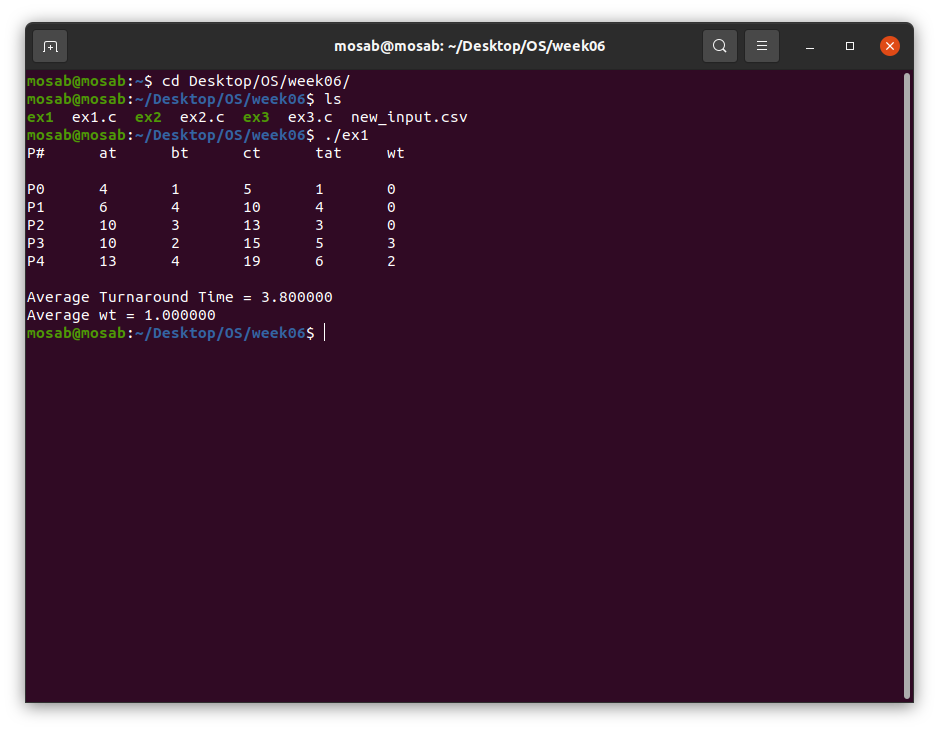 mosab@mosab: ~/Desktop/OS/week06
mosab@mosab:~$ cd Desktop/OS/week06/
mosab@mosab:~/Desktop/OS/week06$ ls
ex1  ex1.c  ex2  ex2.c  ex3  ex3.c  new_input.csv
mosab@mosab:~/Desktop/OS/week06$ ./ex1
P#      at      bt      ct      tat     wt
P0      4       1       5       1       0
P1      6       4       10      4       0
P2      10      3       13      3       0
P3      10      2       15      5       3
P4      13      4       19      6       2
Average Turnaround Time = 3.800000
Average wt = 1.000000
mosab@mosab:~/Desktop/OS/week06$